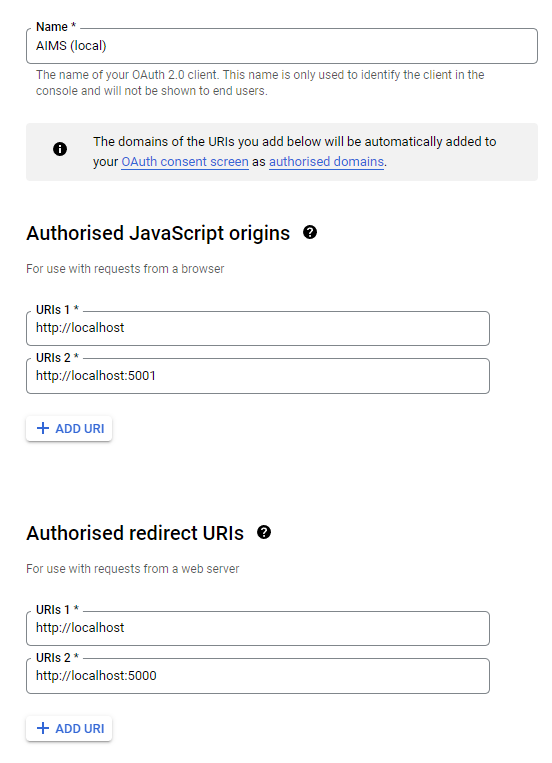 Name *
AIMS (local)
The name of your OAuth 2.0 client. This name is only used to identify the client in the
console and will not be shown to end users.
The domains of the URIs you add below will be automatically added to
your OAuth consent screen as authorised domains.
Authorised JavaScript origins
For use with requests from a browser
URIs 1 *
http://localhost
URIs 2 *
http://localhost:5001
ADD URI
Authorised redirect URIs
For use with requests from a web server
URIs 1 *
http://localhost
URIs 2 *
http://localhost:5000
ADD URI